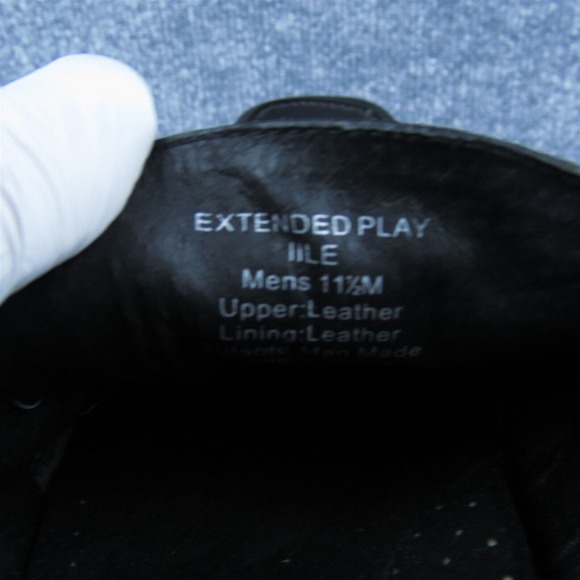 EXTENDED PLAY
IILE
Mens 11½M
Upper:Leather
Lining:Leather
Man Made